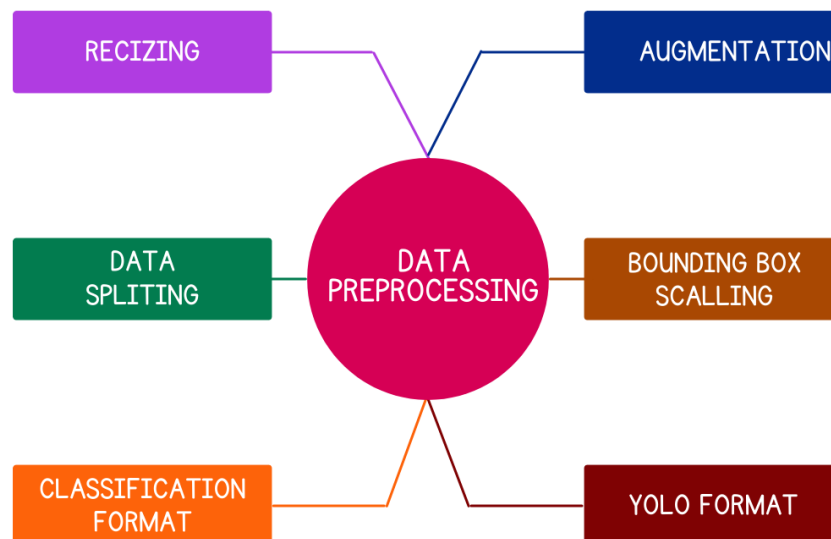 RECIZING
AUGMENTATION
DATA
SPLITING
DATA
PREPROCESSING
BOUNDING BOX
SCALLING
CLASSIFICATION
FORMAT
YOLO FORMAT